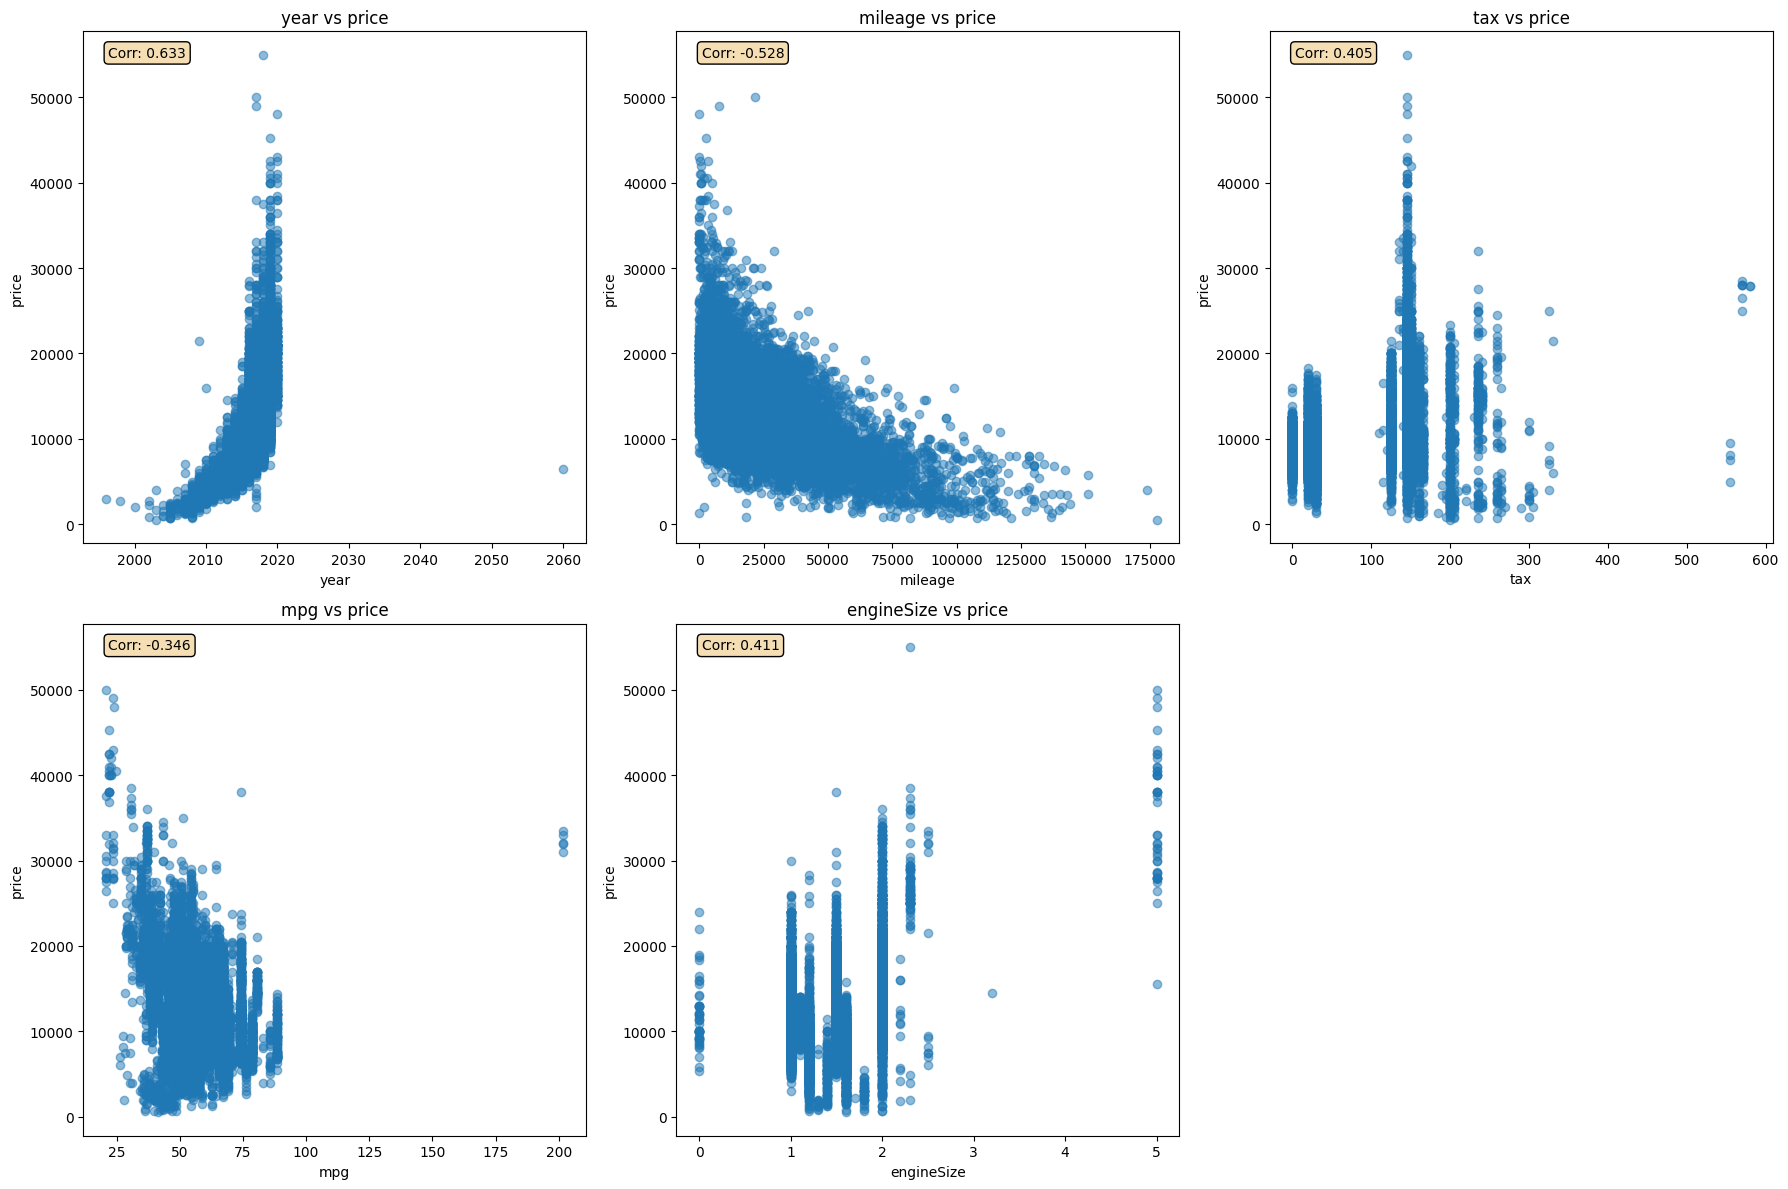 year vs price
Corr: 0.633
50000
40000
30000
20000
10000
0
price
2000 2010 2020 2030 2040 2050 2060
year
mileage vs price
Corr: -0.528
50000
40000
30000
20000
10000
0
price
0 25000 50000 75000 100000 125000 150000 175000
mileage
tax vs price
Corr: 0.405
50000
40000
30000
20000
10000
0
price
0 100 200 300 400 500 600
tax
mpg vs price
Corr: -0.346
50000
40000
30000
20000
10000
0
price
25 50 75 100 125 150 175 200
mpg
engineSize vs price
Corr: 0.411
50000
40000
30000
20000
10000
0
price
0 1 2 3 4 5
engineSize